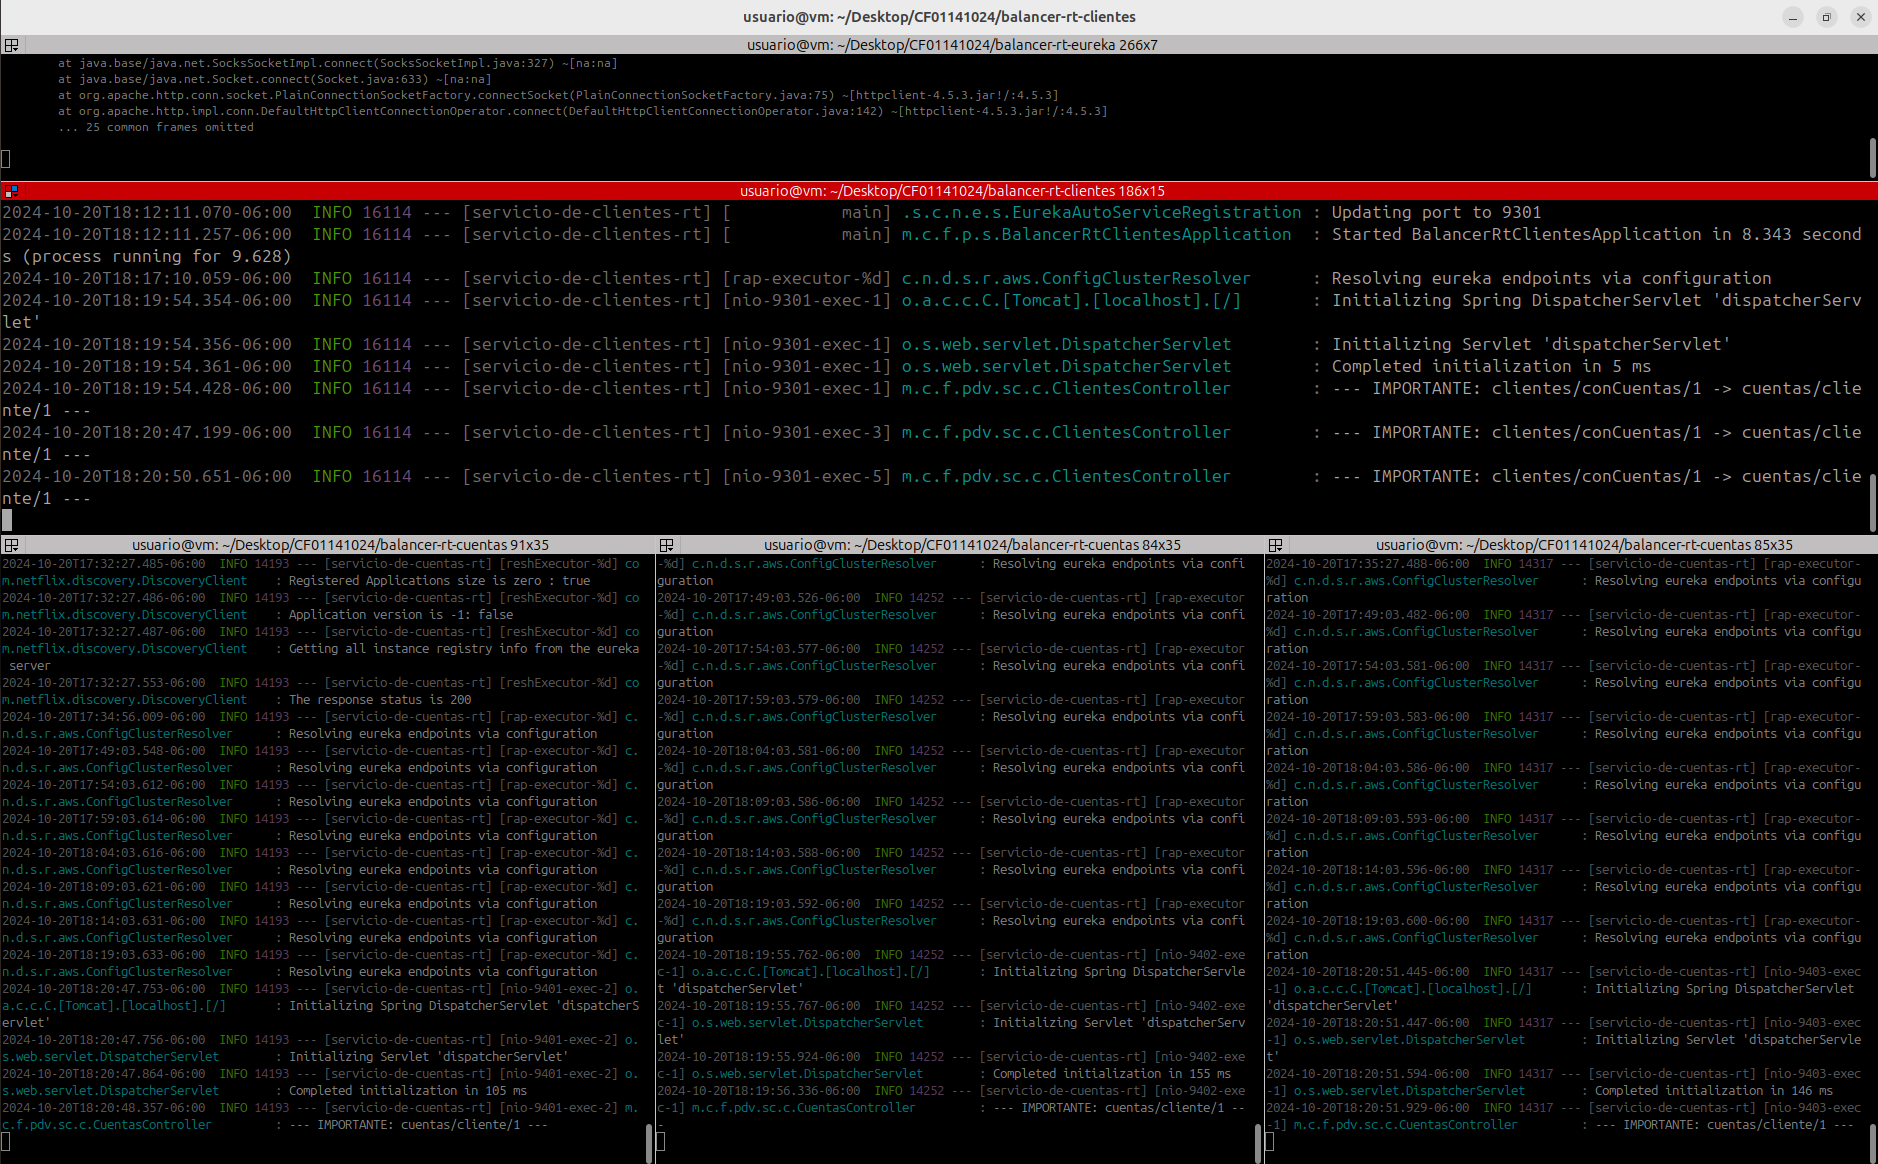 usuario@vm: ~/Desktop/CF01141024/balancer-rt-clientes
usuario@vm: ~/Desktop/CF01141024/balancer-rt-eureka 266x7
at java.base/java.net.SocksSocketImpl.connect(SocksSocketImpl.java:327) ~[na:na]
at java.base/java.net.Socket.connect(Socket.java:633) ~[na:na]
at org.apache.http.conn.socket.PlainConnectionSocketFactory.connectSocket(PlainConnectionSocketFactory.java:75) ~[httpclient-4.5.3.jar!/:4.5.3]
at org.apache.http.impl.conn.DefaultHttpClientConnectionOperator.connect(DefaultHttpClientConnectionOperator.java:142) ~[httpclient-4.5.3.jar!/:4.5.3]
... 25 common frames omitted
usuario@vm: ~/Desktop/CF01141024/balancer-rt-clientes 186x15
2024-10-20T18:12:11.070-06:00  INFO 16114 --- [servicio-de-clientes-rt] [           main] .s.c.n.e.s.EurekaAutoServiceRegistration : Updating port to 9301
2024-10-20T18:12:11.257-06:00  INFO 16114 --- [servicio-de-clientes-rt] [           main] m.c.f.p.s.BalancerRtClientesApplication  : Started BalancerRtClientesApplication in 8.343 second
s (process running for 9.628)
2024-10-20T18:17:10.059-06:00  INFO 16114 --- [servicio-de-clientes-rt] [rap-executor-%d] c.n.d.s.r.aws.ConfigClusterResolver      : Resolving eureka endpoints via configuration
2024-10-20T18:19:54.354-06:00  INFO 16114 --- [servicio-de-clientes-rt] [nio-9301-exec-1] o.a.c.c.C.[Tomcat].[localhost].[/]       : Initializing Spring DispatcherServlet 'dispatcherServ
let'
2024-10-20T18:19:54.356-06:00  INFO 16114 --- [servicio-de-clientes-rt] [nio-9301-exec-1] o.s.web.servlet.DispatcherServlet        : Initializing Servlet 'dispatcherServlet'
2024-10-20T18:19:54.361-06:00  INFO 16114 --- [servicio-de-clientes-rt] [nio-9301-exec-1] o.s.web.servlet.DispatcherServlet        : Completed initialization in 5 ms
2024-10-20T18:19:54.428-06:00  INFO 16114 --- [servicio-de-clientes-rt] [nio-9301-exec-1] m.c.f.pdv.sc.c.ClientesController        : --- IMPORTANTE: clientes/conCuentas/1 -> cuentas/clie
nte/1 ---
2024-10-20T18:20:47.199-06:00  INFO 16114 --- [servicio-de-clientes-rt] [nio-9301-exec-3] m.c.f.pdv.sc.c.ClientesController        : --- IMPORTANTE: clientes/conCuentas/1 -> cuentas/clie
nte/1 ---
2024-10-20T18:20:50.651-06:00  INFO 16114 --- [servicio-de-clientes-rt] [nio-9301-exec-5] m.c.f.pdv.sc.c.ClientesController        : --- IMPORTANTE: clientes/conCuentas/1 -> cuentas/clie
nte/1 ---
usuario@vm: ~/Desktop/CF01141024/balancer-rt-cuentas 91x35
2024-10-20T17:32:27.485-06:00  INFO 14193 --- [servicio-de-cuentas-rt] [reshExecutor-%d] co
m.netflix.discovery.DiscoveryClient    : Registered Applications size is zero : true
2024-10-20T17:32:27.486-06:00  INFO 14193 --- [servicio-de-cuentas-rt] [reshExecutor-%d] co
m.netflix.discovery.DiscoveryClient    : Application version is -1: false
2024-10-20T17:32:27.487-06:00  INFO 14193 --- [servicio-de-cuentas-rt] [reshExecutor-%d] co
m.netflix.discovery.DiscoveryClient    : Getting all instance registry info from the eureka
server
2024-10-20T17:32:27.553-06:00  INFO 14193 --- [servicio-de-cuentas-rt] [reshExecutor-%d] co
m.netflix.discovery.DiscoveryClient    : The response status is 200
2024-10-20T17:34:56.009-06:00  INFO 14193 --- [servicio-de-cuentas-rt] [rap-executor-%d] c.
n.d.s.r.aws.ConfigClusterResolver      : Resolving eureka endpoints via configuration
2024-10-20T17:49:03.548-06:00  INFO 14193 --- [servicio-de-cuentas-rt] [rap-executor-%d] c.
n.d.s.r.aws.ConfigClusterResolver      : Resolving eureka endpoints via configuration
2024-10-20T17:54:03.612-06:00  INFO 14193 --- [servicio-de-cuentas-rt] [rap-executor-%d] c.
n.d.s.r.aws.ConfigClusterResolver      : Resolving eureka endpoints via configuration
2024-10-20T17:59:03.614-06:00  INFO 14193 --- [servicio-de-cuentas-rt] [rap-executor-%d] c.
n.d.s.r.aws.ConfigClusterResolver      : Resolving eureka endpoints via configuration
2024-10-20T18:04:03.616-06:00  INFO 14193 --- [servicio-de-cuentas-rt] [rap-executor-%d] c.
n.d.s.r.aws.ConfigClusterResolver      : Resolving eureka endpoints via configuration
2024-10-20T18:09:03.621-06:00  INFO 14193 --- [servicio-de-cuentas-rt] [rap-executor-%d] c.
n.d.s.r.aws.ConfigClusterResolver      : Resolving eureka endpoints via configuration
2024-10-20T18:14:03.631-06:00  INFO 14193 --- [servicio-de-cuentas-rt] [rap-executor-%d] c.
n.d.s.r.aws.ConfigClusterResolver      : Resolving eureka endpoints via configuration
2024-10-20T18:19:03.633-06:00  INFO 14193 --- [servicio-de-cuentas-rt] [rap-executor-%d] c.
n.d.s.r.aws.ConfigClusterResolver      : Resolving eureka endpoints via configuration
2024-10-20T18:20:47.753-06:00  INFO 14193 --- [servicio-de-cuentas-rt] [nio-9401-exec-2] o.
a.c.c.C.[Tomcat].[localhost].[/]       : Initializing Spring DispatcherServlet 'dispatcherS
ervlet'
2024-10-20T18:20:47.756-06:00  INFO 14193 --- [servicio-de-cuentas-rt] [nio-9401-exec-2] o.
s.web.servlet.DispatcherServlet        : Initializing Servlet 'dispatcherServlet'
2024-10-20T18:20:47.864-06:00  INFO 14193 --- [servicio-de-cuentas-rt] [nio-9401-exec-2] o.
s.web.servlet.DispatcherServlet        : Completed initialization in 105 ms
2024-10-20T18:20:48.357-06:00  INFO 14193 --- [servicio-de-cuentas-rt] [nio-9401-exec-2] m.
c.f.pdv.sc.c.CuentasController         : --- IMPORTANTE: cuentas/cliente/1 ---
usuario@vm: ~/Desktop/CF01141024/balancer-rt-cuentas 84x35
-%d] c.n.d.s.r.aws.ConfigClusterResolver      : Resolving eureka endpoints via confi
guration
2024-10-20T17:49:03.526-06:00  INFO 14252 --- [servicio-de-cuentas-rt] [rap-executor
-%d] c.n.d.s.r.aws.ConfigClusterResolver      : Resolving eureka endpoints via confi
guration
2024-10-20T17:54:03.577-06:00  INFO 14252 --- [servicio-de-cuentas-rt] [rap-executor
-%d] c.n.d.s.r.aws.ConfigClusterResolver      : Resolving eureka endpoints via confi
guration
2024-10-20T17:59:03.579-06:00  INFO 14252 --- [servicio-de-cuentas-rt] [rap-executor
-%d] c.n.d.s.r.aws.ConfigClusterResolver      : Resolving eureka endpoints via confi
guration
2024-10-20T18:04:03.581-06:00  INFO 14252 --- [servicio-de-cuentas-rt] [rap-executor
-%d] c.n.d.s.r.aws.ConfigClusterResolver      : Resolving eureka endpoints via confi
guration
2024-10-20T18:09:03.586-06:00  INFO 14252 --- [servicio-de-cuentas-rt] [rap-executor
-%d] c.n.d.s.r.aws.ConfigClusterResolver      : Resolving eureka endpoints via confi
guration
2024-10-20T18:14:03.588-06:00  INFO 14252 --- [servicio-de-cuentas-rt] [rap-executor
-%d] c.n.d.s.r.aws.ConfigClusterResolver      : Resolving eureka endpoints via confi
guration
2024-10-20T18:19:03.592-06:00  INFO 14252 --- [servicio-de-cuentas-rt] [rap-executor
-%d] c.n.d.s.r.aws.ConfigClusterResolver      : Resolving eureka endpoints via confi
guration
2024-10-20T18:19:55.762-06:00  INFO 14252 --- [servicio-de-cuentas-rt] [nio-9402-exe
c-1] o.a.c.c.C.[Tomcat].[localhost].[/]       : Initializing Spring DispatcherServle
t 'dispatcherServlet'
2024-10-20T18:19:55.767-06:00  INFO 14252 --- [servicio-de-cuentas-rt] [nio-9402-exe
c-1] o.s.web.servlet.DispatcherServlet        : Initializing Servlet 'dispatcherServ
let'
2024-10-20T18:19:55.924-06:00  INFO 14252 --- [servicio-de-cuentas-rt] [nio-9402-exe
c-1] o.s.web.servlet.DispatcherServlet        : Completed initialization in 155 ms
2024-10-20T18:19:56.336-06:00  INFO 14252 --- [servicio-de-cuentas-rt] [nio-9402-exe
c-1] m.c.f.pdv.sc.c.CuentasController         : --- IMPORTANTE: cuentas/cliente/1 --
-
usuario@vm: ~/Desktop/CF01141024/balancer-rt-cuentas 85x35
2024-10-20T17:35:27.488-06:00  INFO 14317 --- [servicio-de-cuentas-rt] [rap-executor-
%d] c.n.d.s.r.aws.ConfigClusterResolver      : Resolving eureka endpoints via configu
ration
2024-10-20T17:49:03.482-06:00  INFO 14317 --- [servicio-de-cuentas-rt] [rap-executor-
%d] c.n.d.s.r.aws.ConfigClusterResolver      : Resolving eureka endpoints via configu
ration
2024-10-20T17:54:03.581-06:00  INFO 14317 --- [servicio-de-cuentas-rt] [rap-executor-
%d] c.n.d.s.r.aws.ConfigClusterResolver      : Resolving eureka endpoints via configu
ration
2024-10-20T17:59:03.583-06:00  INFO 14317 --- [servicio-de-cuentas-rt] [rap-executor-
%d] c.n.d.s.r.aws.ConfigClusterResolver      : Resolving eureka endpoints via configu
ration
2024-10-20T18:04:03.586-06:00  INFO 14317 --- [servicio-de-cuentas-rt] [rap-executor-
%d] c.n.d.s.r.aws.ConfigClusterResolver      : Resolving eureka endpoints via configu
ration
2024-10-20T18:09:03.593-06:00  INFO 14317 --- [servicio-de-cuentas-rt] [rap-executor-
%d] c.n.d.s.r.aws.ConfigClusterResolver      : Resolving eureka endpoints via configu
ration
2024-10-20T18:14:03.596-06:00  INFO 14317 --- [servicio-de-cuentas-rt] [rap-executor-
%d] c.n.d.s.r.aws.ConfigClusterResolver      : Resolving eureka endpoints via configu
ration
2024-10-20T18:19:03.600-06:00  INFO 14317 --- [servicio-de-cuentas-rt] [rap-executor-
%d] c.n.d.s.r.aws.ConfigClusterResolver      : Resolving eureka endpoints via configu
ration
2024-10-20T18:20:51.445-06:00  INFO 14317 --- [servicio-de-cuentas-rt] [nio-9403-exec
-1] o.a.c.c.C.[Tomcat].[localhost].[/]       : Initializing Spring DispatcherServlet
'dispatcherServlet'
2024-10-20T18:20:51.447-06:00  INFO 14317 --- [servicio-de-cuentas-rt] [nio-9403-exec
-1] o.s.web.servlet.DispatcherServlet        : Initializing Servlet 'dispatcherServle
t'
2024-10-20T18:20:51.594-06:00  INFO 14317 --- [servicio-de-cuentas-rt] [nio-9403-exec
-1] o.s.web.servlet.DispatcherServlet        : Completed initialization in 146 ms
2024-10-20T18:20:51.929-06:00  INFO 14317 --- [servicio-de-cuentas-rt] [nio-9403-exec
-1] m.c.f.pdv.sc.c.CuentasController         : --- IMPORTANTE: cuentas/cliente/1 ---